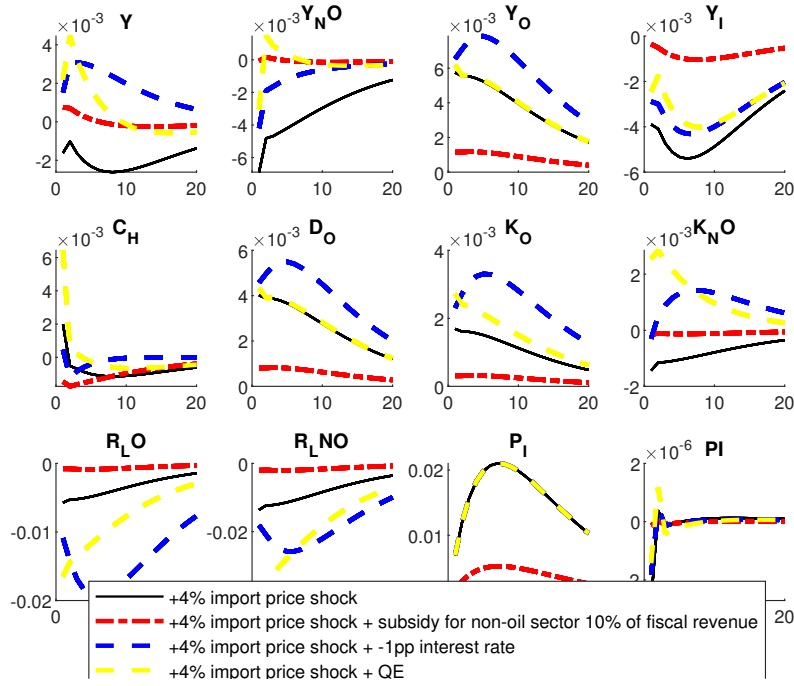 Y
×10⁻³
4
2
0
-2
0 10 20
Y_NO
×10⁻³
0
-2
-4
-6
0 10 20
Y_O
×10⁻³
6
4
2
0
0 10 20
Y_I
×10⁻³
0
-2
-4
-6
0 10 20
C_H
×10⁻³
6
4
2
0
0 10 20
D_O
×10⁻³
4
2
0
0 10 20
K_O
×10⁻³
4
2
0
0 10 20
K_NO
×10⁻³
2
0
-2
0 10 20
R_LO
0
-0.01
-0.02
0
R_LNO
0
-0.02
P_I
0.02
0.01
PI
×10⁻⁶
2
0
20
+4% import price shock
+4% import price shock + subsidy for non-oil sector 10% of fiscal revenue
+4% import price shock + -1pp interest rate
+4% import price shock + QE